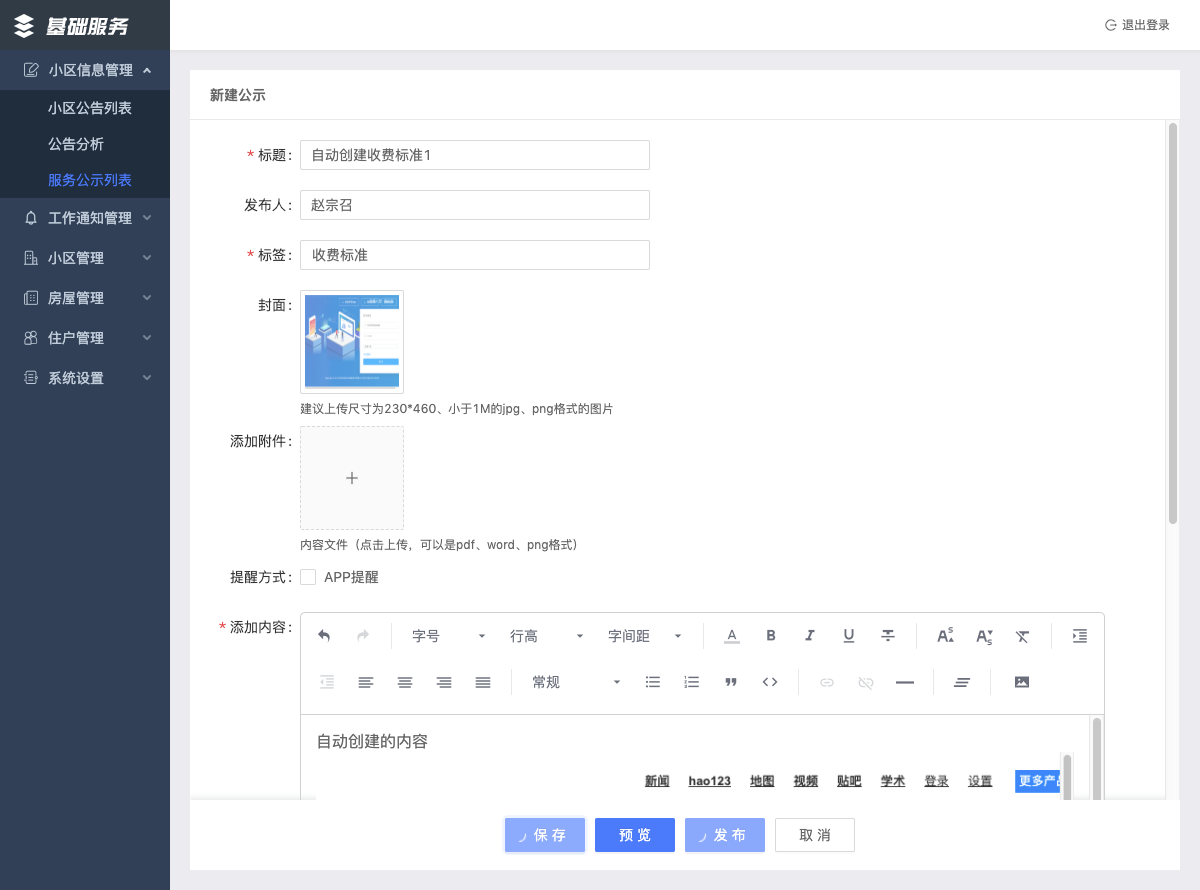 基础服务
退出登录
小区信息管理
小区公告列表
公告分析
服务公示列表
工作通知管理
小区管理
房屋管理
住户管理
系统设置
新建公示
* 标题:
自动创建收费标准1
发布人:
赵宗召
* 标签:
收费标准
封面:
建议上传尺寸为230*460、小于1M的jpg、png格式的图片
添加附件:
内容文件（点击上传，可以是pdf、word、png格式）
提醒方式:
APP提醒
* 添加内容:
字号 行高 字间距
常规
自动创建的内容
新闻 hao123 地图 视频 贴吧 学术 登录 设置 更多产
保存 预览 发布 取消